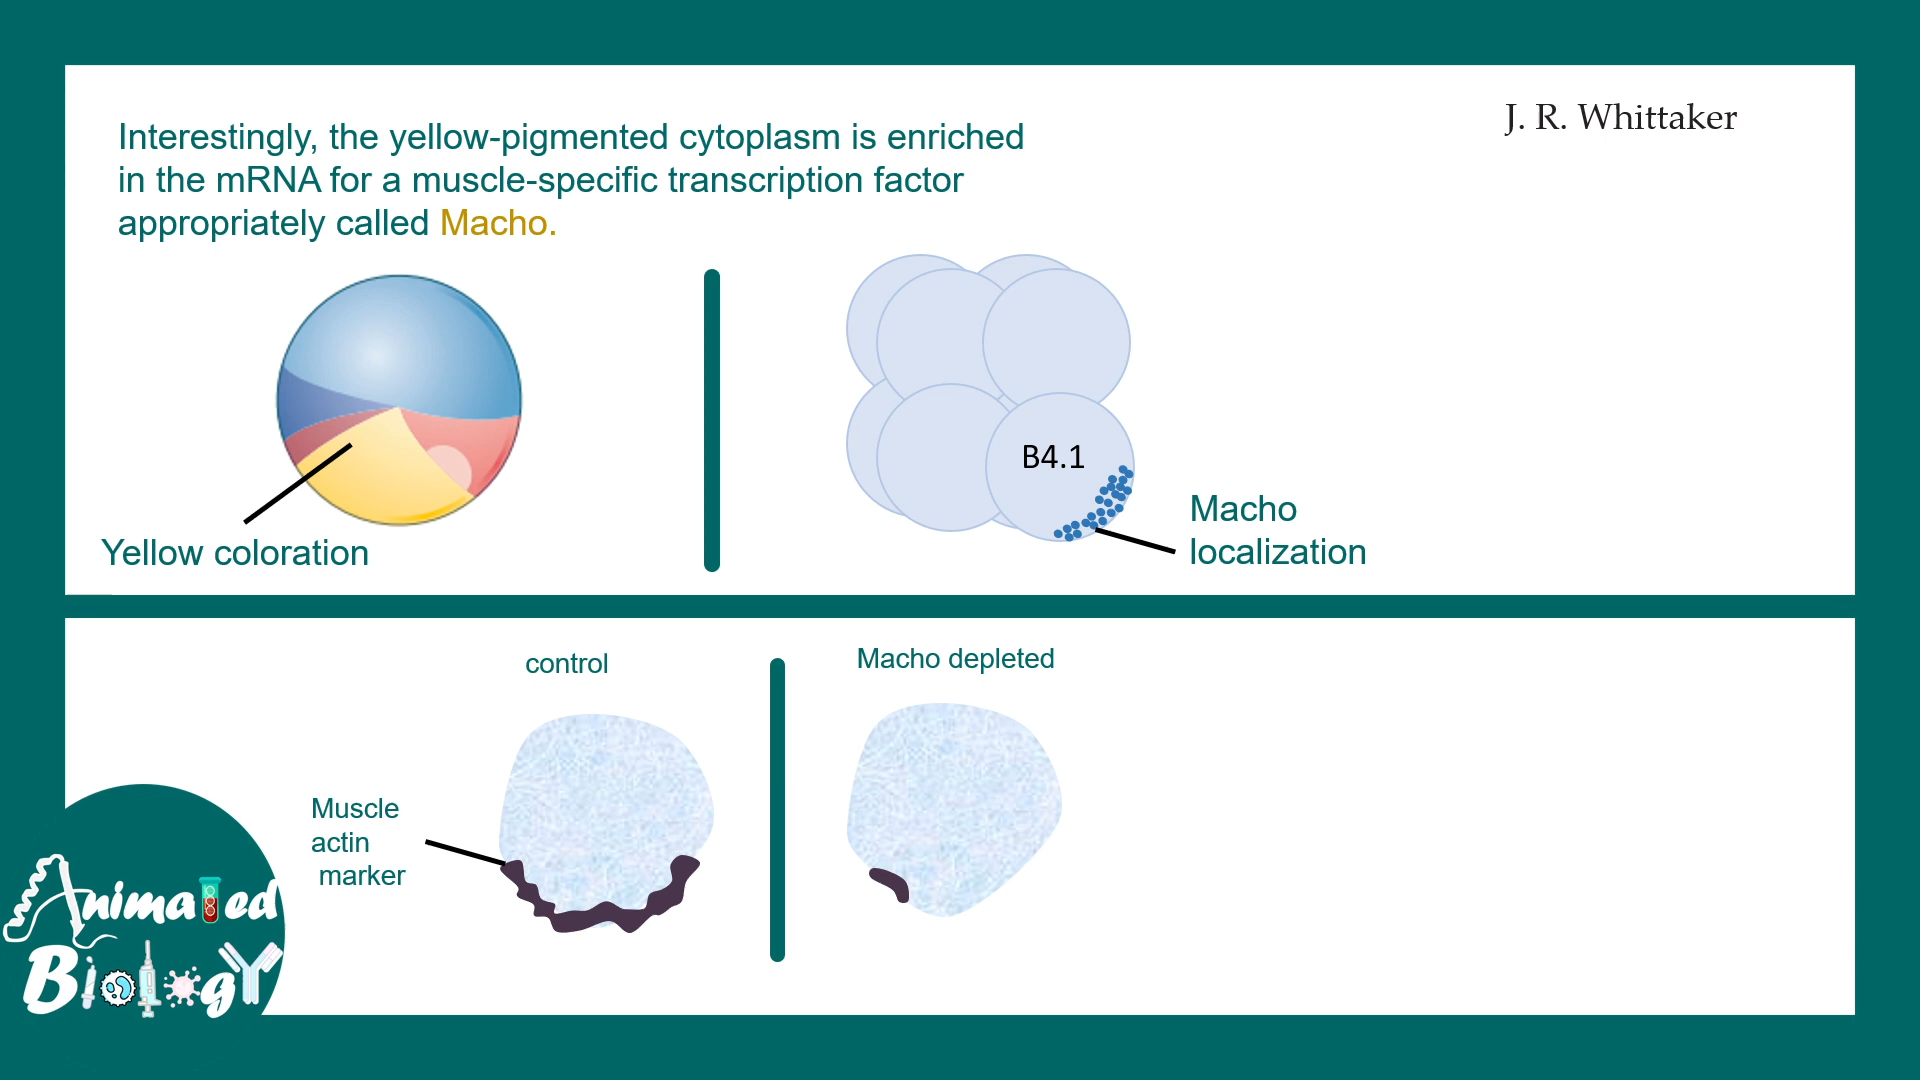 J. R. Whittaker
Interestingly, the yellow-pigmented cytoplasm is enriched
in the mRNA for a muscle-specific transcription factor
appropriately called Macho.
B4.1
Yellow coloration
Macho
localization
control
Macho depleted
Muscle
actin
marker
Animated
Biology